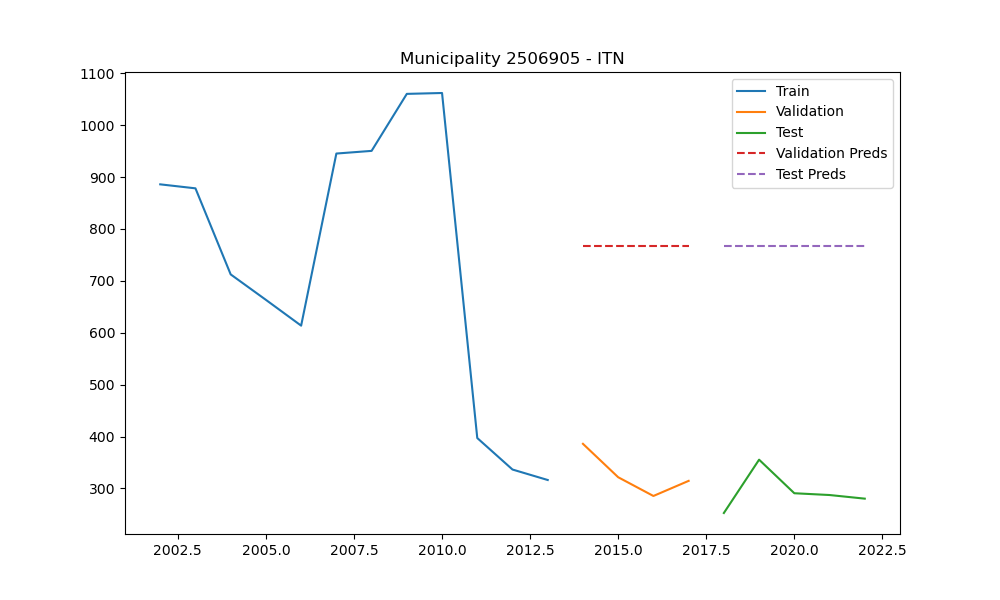 Municipality 2506905 - ITN
1100
1000
900
800
700
600
500
400
300
2002.5 2005.0 2007.5 2010.0 2012.5 2015.0 2017.5 2020.0 2022.5
Train
Validation
Test
Validation Preds
Test Preds